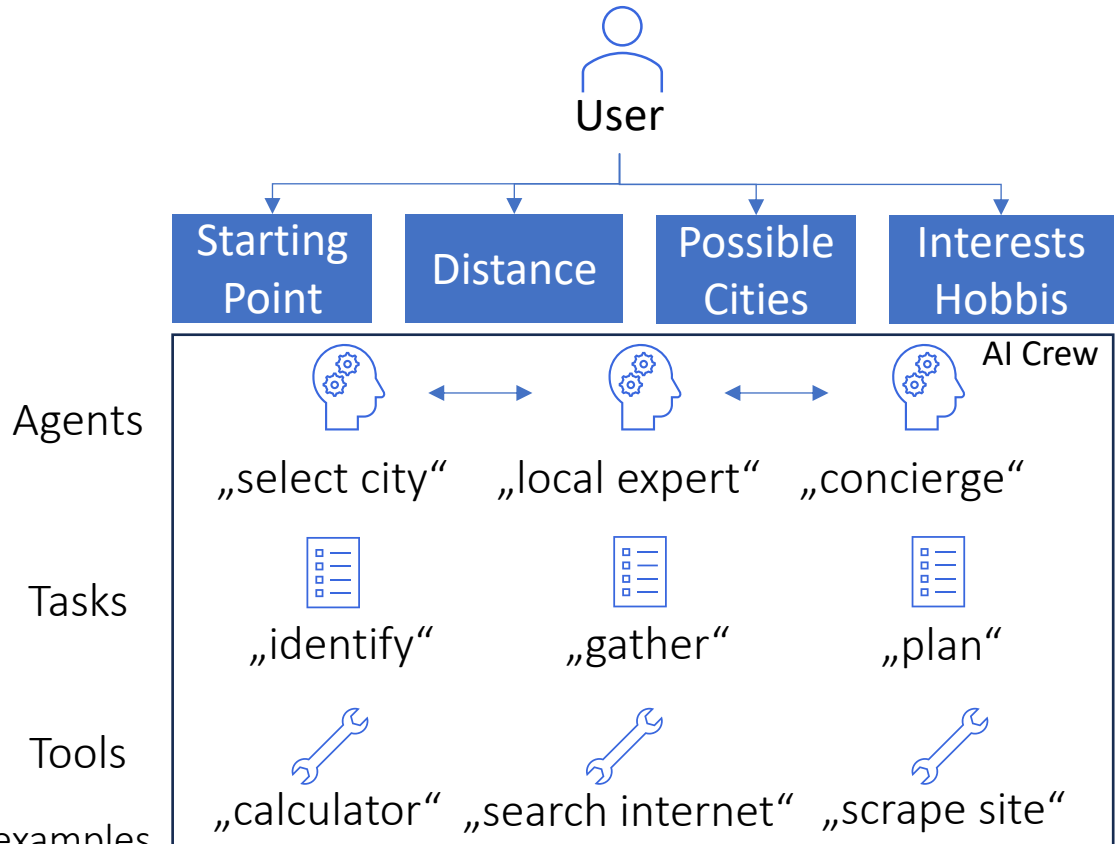 User
Starting
Point
Distance
Possible
Cities
Interests
Hobbis
AI Crew
Agents
„select city“ „local expert“ „concierge“
Tasks
„identify“ „gather“ „plan“
Tools
„calculator“ „search internet“ „scrape site“
examples